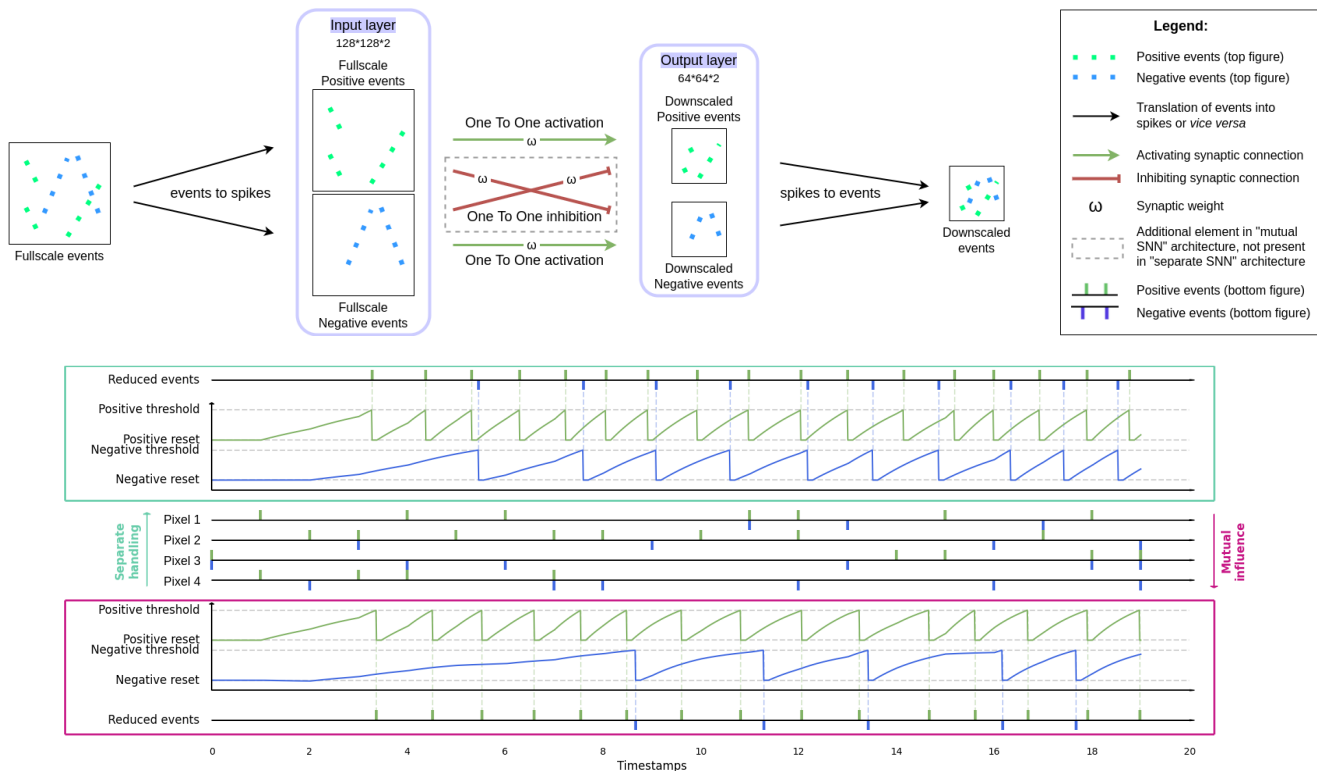 Input layer
128*128*2
Fullscale
Positive events
Fullscale
Negative events
Fullscale events
events to spikes
One To One activation
ω
ω
ω
One To One inhibition
ω
One To One activation
Output layer
64*64*2
Downscaled
Positive events
Downscaled
Negative events
spikes to events
Downscaled
events
Legend:
Positive events (top figure)
Negative events (top figure)
Translation of events into
spikes or vice versa
Activating synaptic connection
Inhibiting synaptic connection
ω
Synaptic weight
Additional element in "mutual
SNN" architecture, not present
in "separate SNN" architecture
Positive events (bottom figure)
Negative events (bottom figure)
Reduced events
Positive threshold
Positive reset
Negative threshold
Negative reset
Separate
handling
Pixel 1
Pixel 2
Pixel 3
Pixel 4
Mutual
influence
Positive threshold
Positive reset
Negative threshold
Negative reset
Reduced events
0 2 4 6 8 10 12 14 16 18 20
Timestamps